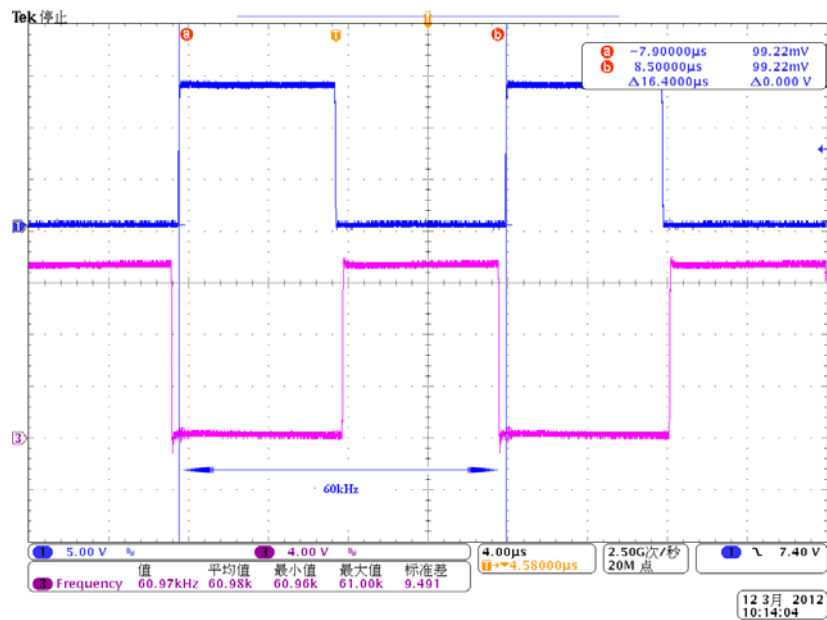 Tek 停止
a
T
b
T
a -7.90000µs 99.22mV
b 8.50000µs 99.22mV
Δ16.4000µs Δ0.000 V
1
3
60kHz
1 5.00 V
3 4.00 V
4.00µs
T→▼4.58000µs
2.50G次/秒
20M 点
1 7.40 V
值 平均值 最小值 最大值 标准差
3 Frequency 60.97kHz 60.98k 60.96k 61.00k 9.491
12 3月 2012
10:14:04